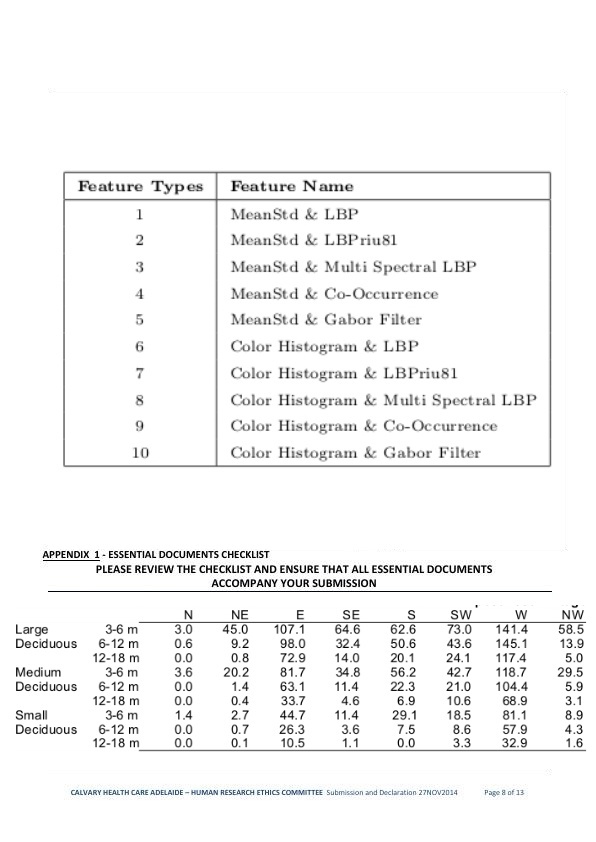 Feature Types Feature Name
1 MeanStd & LBP
2 MeanStd & LBPriu81
3 MeanStd & Multi Spectral LBP
4 MeanStd & Co-Occurrence
5 MeanStd & Gabor Filter
6 Color Histogram & LBP
7 Color Histogram & LBPriu81
8 Color Histogram & Multi Spectral LBP
9 Color Histogram & Co-Occurrence
10 Color Histogram & Gabor Filter
APPENDIX 1 - ESSENTIAL DOCUMENTS CHECKLIST
PLEASE REVIEW THE CHECKLIST AND ENSURE THAT ALL ESSENTIAL DOCUMENTS
ACCOMPANY YOUR SUBMISSION
N NE E SE S SW W NW
Large 3-6 m 3.0 45.0 107.1 64.6 62.6 73.0 141.4 58.5
Deciduous 6-12 m 0.6 9.2 98.0 32.4 50.6 43.6 145.1 13.9
12-18 m 0.0 0.8 72.9 14.0 20.1 24.1 117.4 5.0
Medium 3-6 m 3.6 20.2 81.7 34.8 56.2 42.7 118.7 29.5
Deciduous 6-12 m 0.0 1.4 63.1 11.4 22.3 21.0 104.4 5.9
12-18 m 0.0 0.4 33.7 4.6 6.9 10.6 68.9 3.1
Small 3-6 m 1.4 2.7 44.7 11.4 29.1 18.5 81.1 8.9
Deciduous 6-12 m 0.0 0.7 26.3 3.6 7.5 8.6 57.9 4.3
12-18 m 0.0 0.1 10.5 1.1 0.0 3.3 32.9 1.6
CALVARY HEALTH CARE ADELAIDE – HUMAN RESEARCH ETHICS COMMITTEE Submission and Declaration 27NOV2014 Page 8 of 13